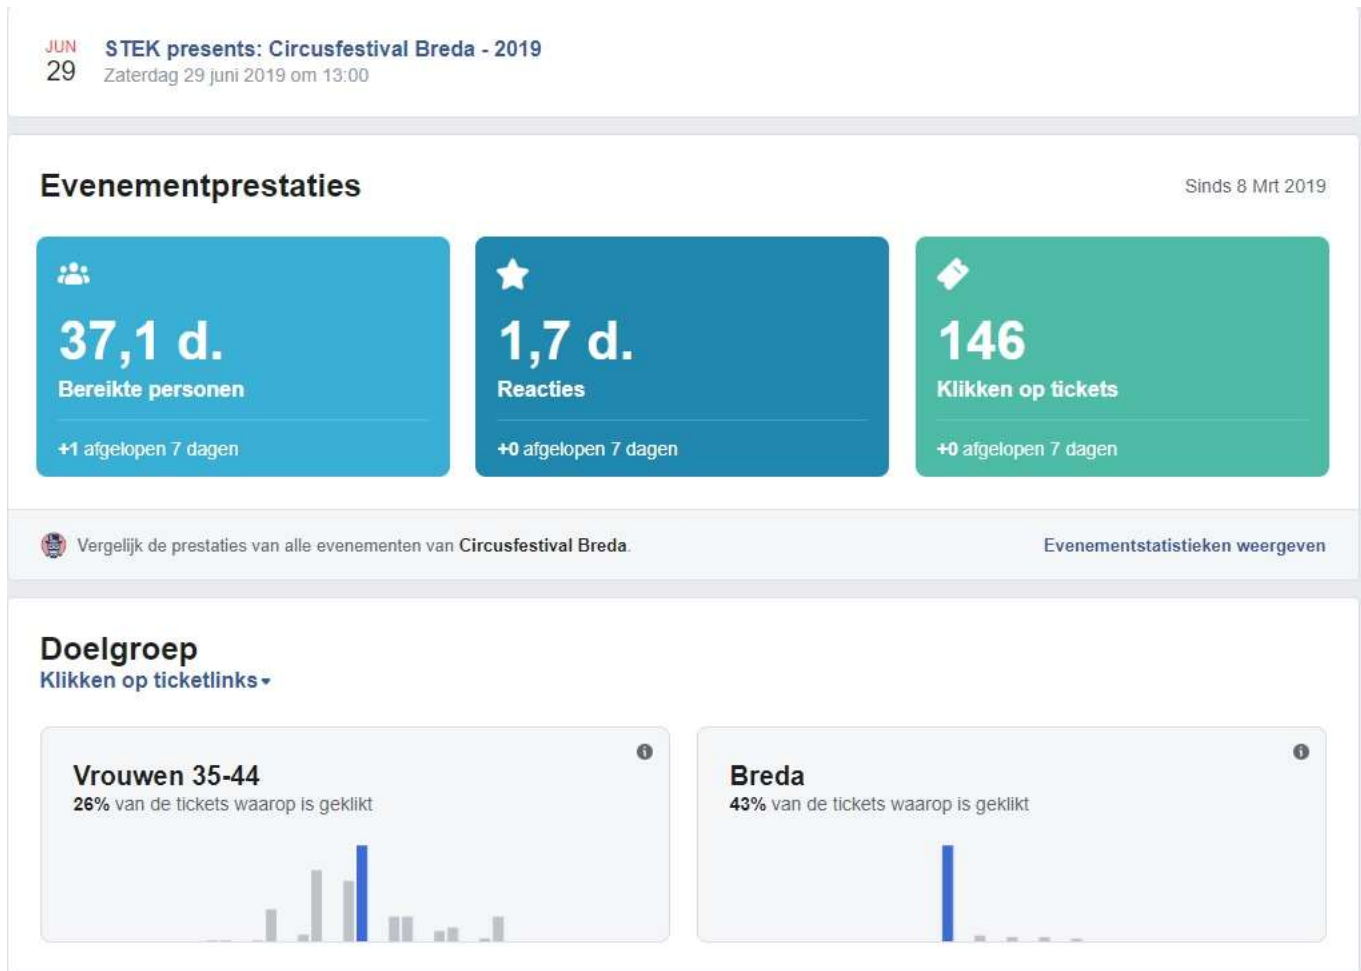 JUN
29
STEK presents: Circusfestival Breda - 2019
Zaterdag 29 juni 2019 om 13:00
Evenementprestaties
Sinds 8 Mrt 2019
37,1 d.
Bereikte personen
+1 afgelopen 7 dagen
1,7 d.
Reacties
+0 afgelopen 7 dagen
146
Klikken op tickets
+0 afgelopen 7 dagen
Vergelijk de prestaties van alle evenementen van Circusfestival Breda.
Evenementstatistieken weergeven
Doelgroep
Klikken op ticketlinks
Vrouwen 35-44
26% van de tickets waarop is geklikt
Breda
43% van de tickets waarop is geklikt